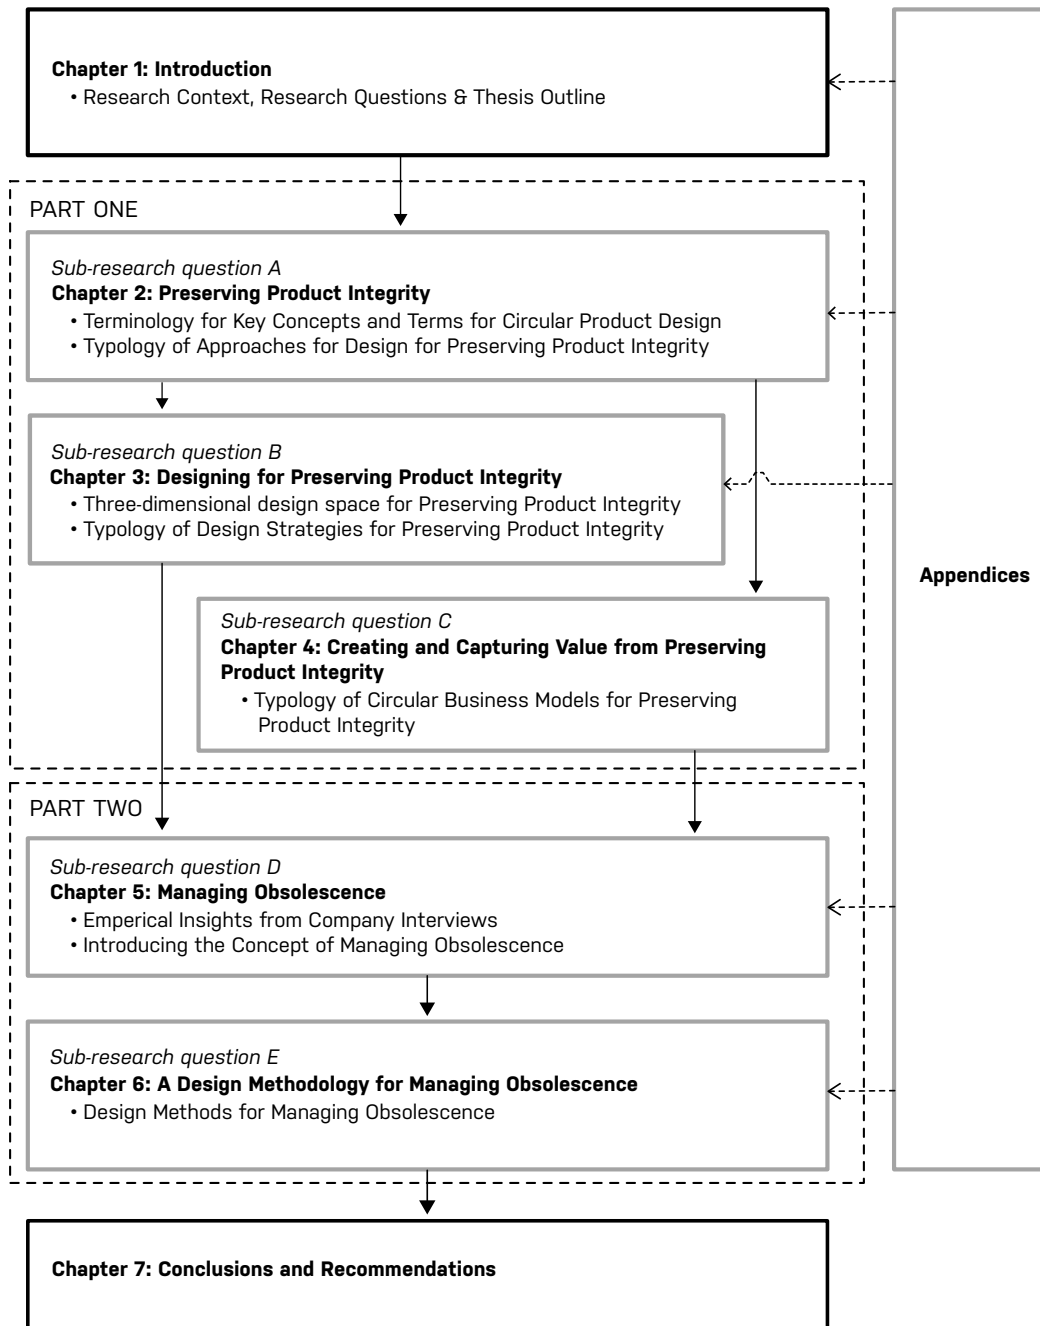 Chapter 1: Introduction
• Research Context, Research Questions & Thesis Outline
PART ONE
Sub-research question A
Chapter 2: Preserving Product Integrity
• Terminology for Key Concepts and Terms for Circular Product Design
• Typology of Approaches for Design for Preserving Product Integrity
Sub-research question B
Chapter 3: Designing for Preserving Product Integrity
• Three-dimensional design space for Preserving Product Integrity
• Typology of Design Strategies for Preserving Product Integrity
Sub-research question C
Chapter 4: Creating and Capturing Value from Preserving
Product Integrity
• Typology of Circular Business Models for Preserving
Product Integrity
PART TWO
Sub-research question D
Chapter 5: Managing Obsolescence
• Emperical Insights from Company Interviews
• Introducing the Concept of Managing Obsolescence
Sub-research question E
Chapter 6: A Design Methodology for Managing Obsolescence
• Design Methods for Managing Obsolescence
Chapter 7: Conclusions and Recommendations
Appendices